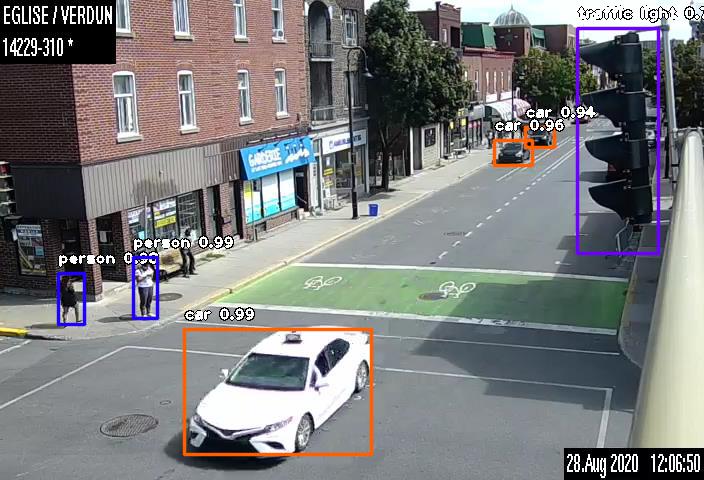 EGLISE / VERDUN
14229-310 *
traffic light 0.7
car 0.94
car 0.96
GARDERIE
person 0.99
person 0.98
car 0.99
28.Aug 2020 12:06:50